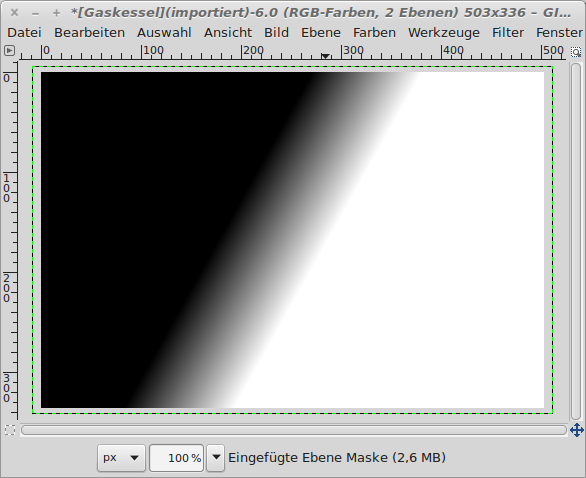 *[Gaskessel](importiert)-6.0 (RGB-Farben, 2 Ebenen) 503x336 – GI...
Datei Bearbeiten Auswahl Ansicht Bild Ebene Farben Werkzeuge Filter Fenster
0 100 200 300 400 500
0
100
200
300
px 100 % Eingefügte Ebene Maske (2,6 MB)